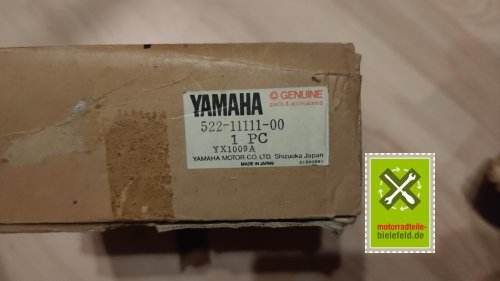 YAMAHA
GENUINE
parts & accessories
522-11111-00
1 PC
YX1009A
YAMAHA MOTOR CO.LTD. Shizuoka Japan
MADE IN JAPAN
motorradteile-
bielefeld.de